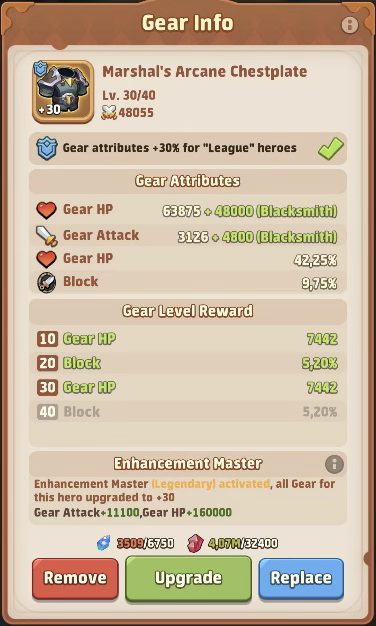 Gear Info
Marshal's Arcane Chestplate
Lv. 30/40
48055
+30
Gear attributes +30% for "League" heroes
Gear Attributes
Gear HP 63875 + 48000 (Blacksmith)
Gear Attack 3126 + 4800 (Blacksmith)
Gear HP 42,25%
Block 9,75%
Gear Level Reward
10 Gear HP 7442
20 Block 5,20%
30 Gear HP 7442
40 Block 5,20%
Enhancement Master
Enhancement Master (Legendary) activated, all Gear for
this hero upgraded to +30
Gear Attack+11100,Gear HP+160000
3509/6750 4,07M/32400
Remove Upgrade Replace